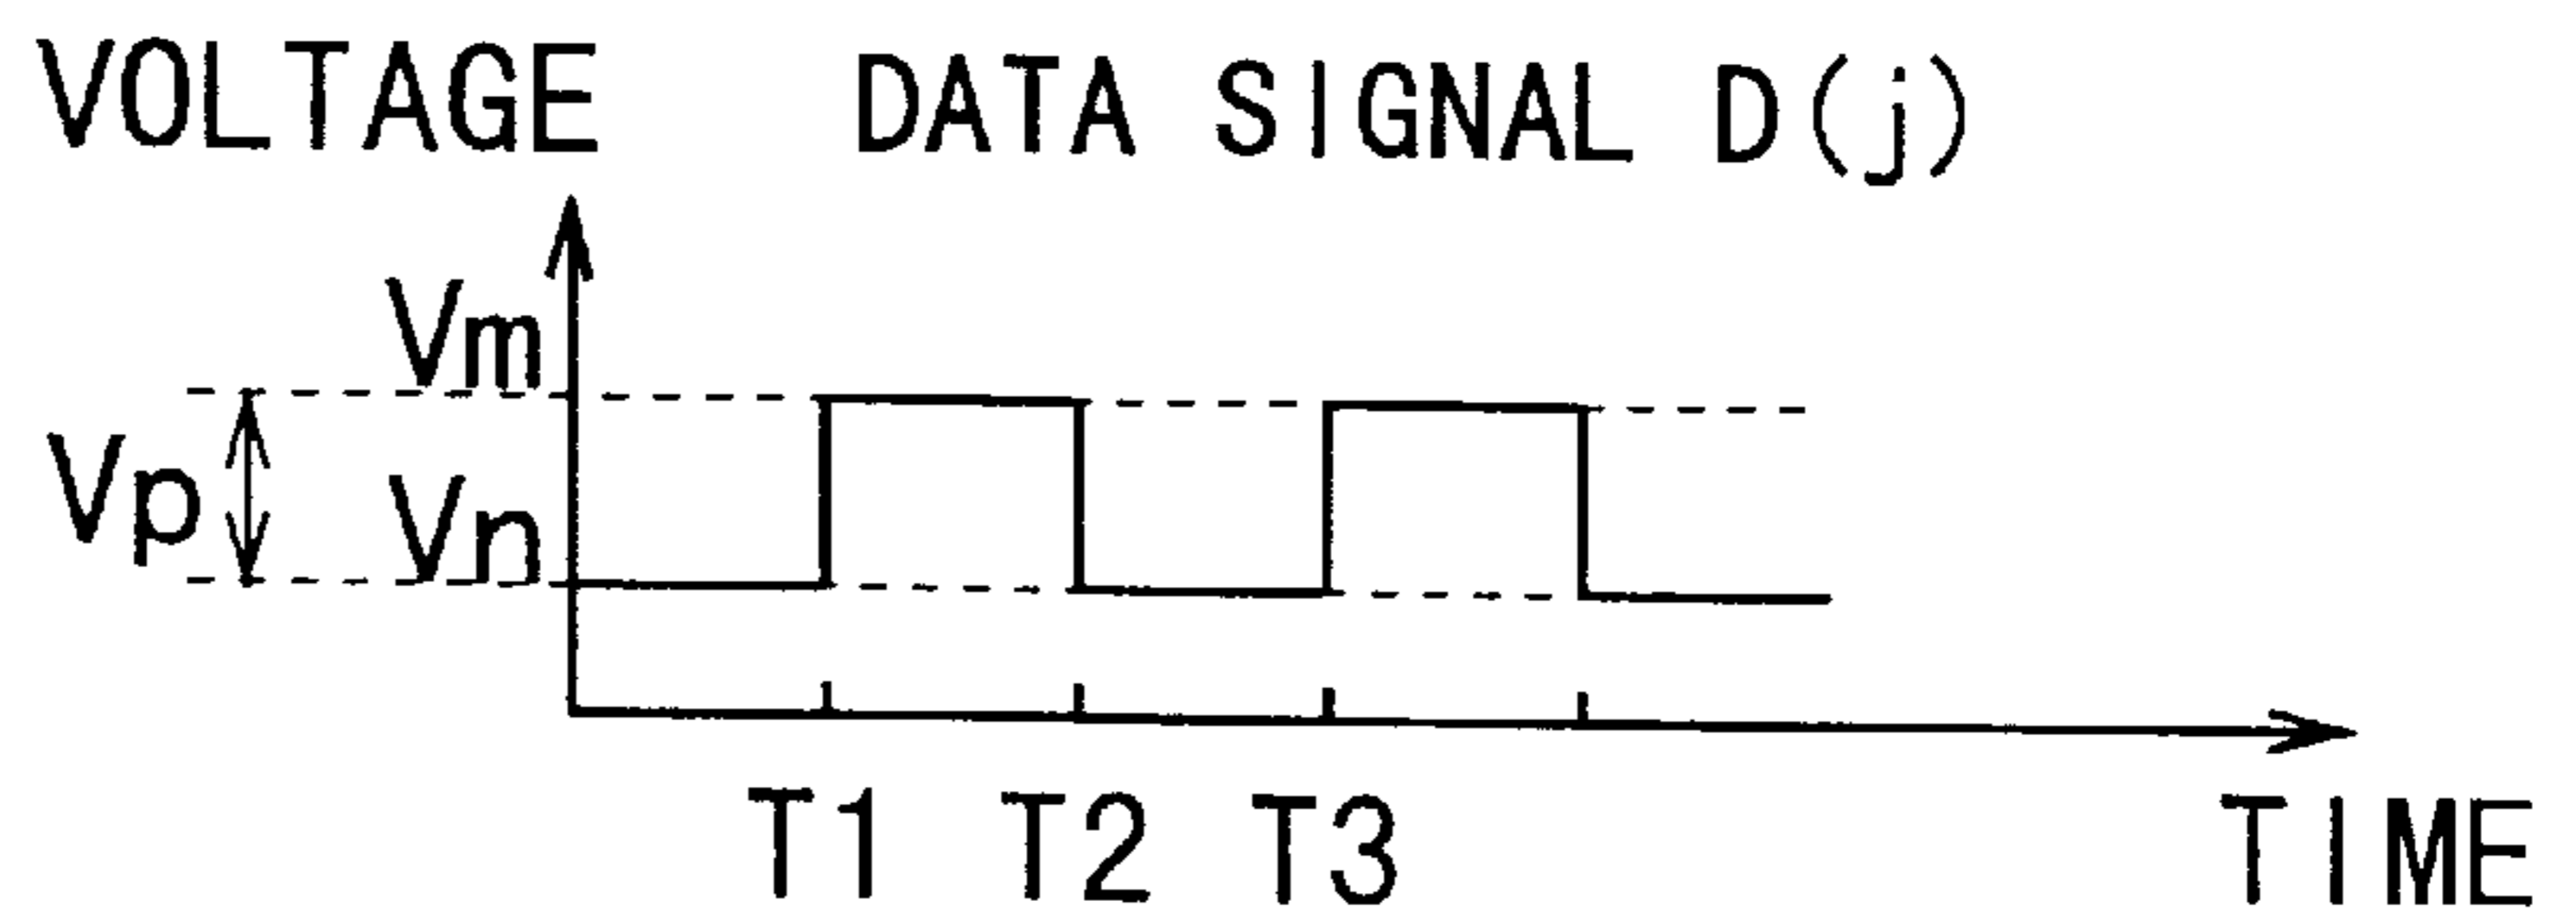 VOLTAGE DATA SIGNAL D(j)
Vm
Vp
Vn
T1 T2 T3 TIME